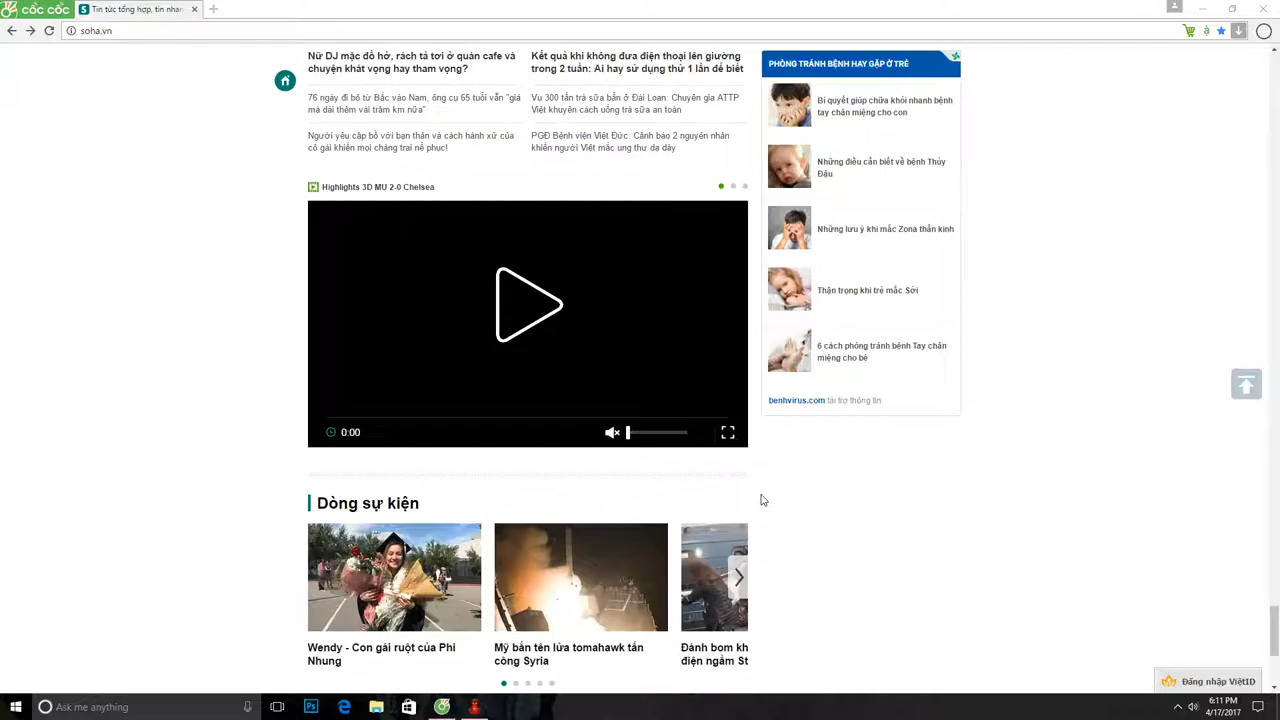 cốc cốc
Tin tức tổng hợp, tin nhan
soha.vn
Nữ DJ mặc đồ hở, rách tả tơi ở quán cafe và
chuyện khát vọng hay tham vọng?
76 ngày đi bộ từ Bắc vào Nam, ông cụ 65 tuổi vẫn "giá
mà dài thêm vài trăm km nữa"
Người yêu cặp bồ với bạn thân và cách hành xử của
cô gái khiến mọi chàng trai nể phục!
Kết quả khi không đưa điện thoại lên giường
trong 2 tuần: Ai hay sử dụng thử 1 lần để biết
Vụ 300 tấn trà sữa bẩn ở Đài Loan: Chuyên gia ATTP
Việt khuyên cách uống trà sữa an toàn
PGĐ Bệnh viện Việt Đức: Cảnh báo 2 nguyên nhân
khiến người Việt mắc ung thư dạ dày
Highlights 3D MU 2-0 Chelsea
0:00
Dòng sự kiện
Wendy - Con gái ruột của Phi
Nhung
Mỹ bắn tên lửa tomahawk tấn
công Syria
Đánh bom kh
điện ngầm St
PHÒNG TRÁNH BỆNH HAY GẶP Ở TRẺ
Bí quyết giúp chữa khỏi nhanh bệnh
tay chân miệng cho con
Những điều cần biết về bệnh Thủy
Đậu
Những lưu ý khi mắc Zona thần kinh
Thận trọng khi trẻ mắc Sởi
6 cách phòng tránh bệnh Tay chân
miệng cho bé
benhvirus.com tài trợ thông tin
Đăng nhập ViệtID
Ask me anything
6:11 PM
4/17/2017